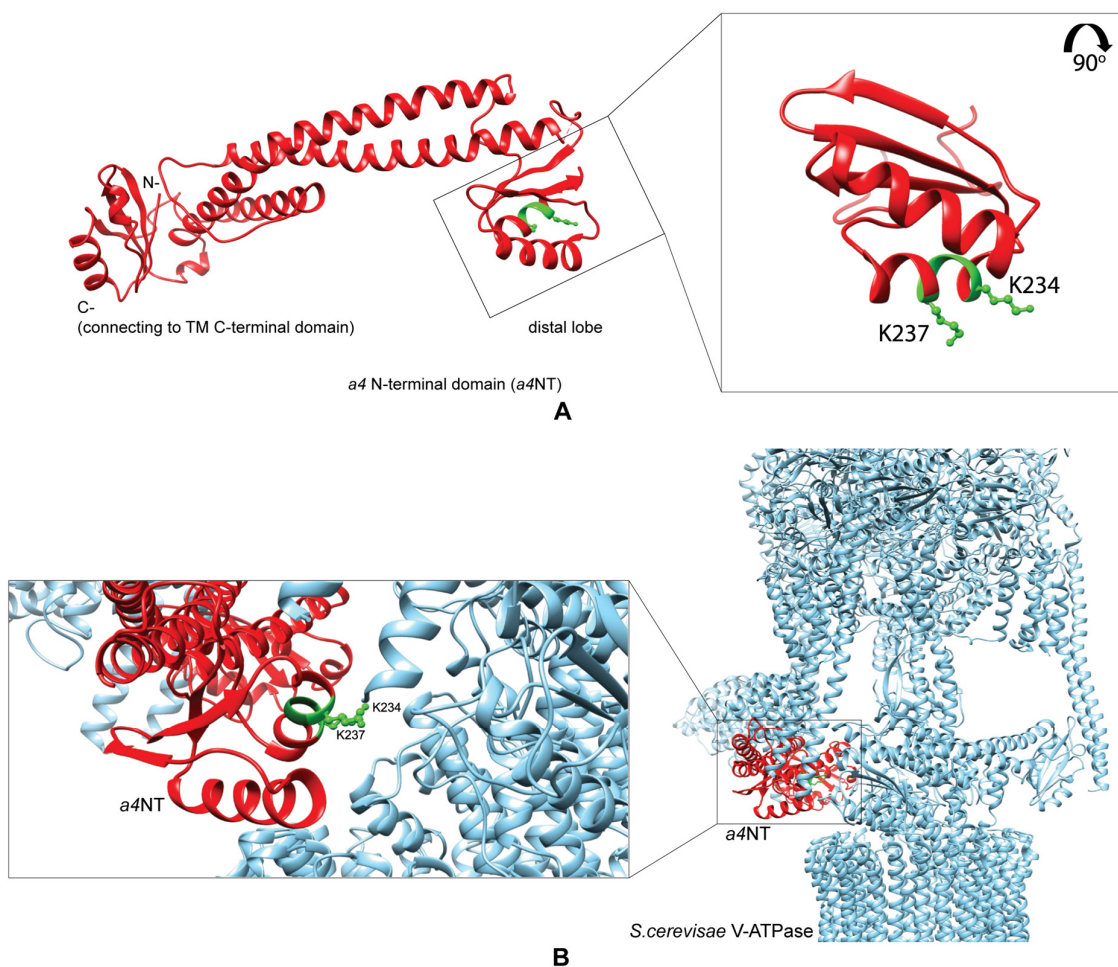 90º
N-
K234
K237
C-
(connecting to TM C-terminal domain)
distal lobe
a4 N-terminal domain (a4NT)
A
K234
K237
a4NT
a4NT
S.cerevisae V-ATPase
B